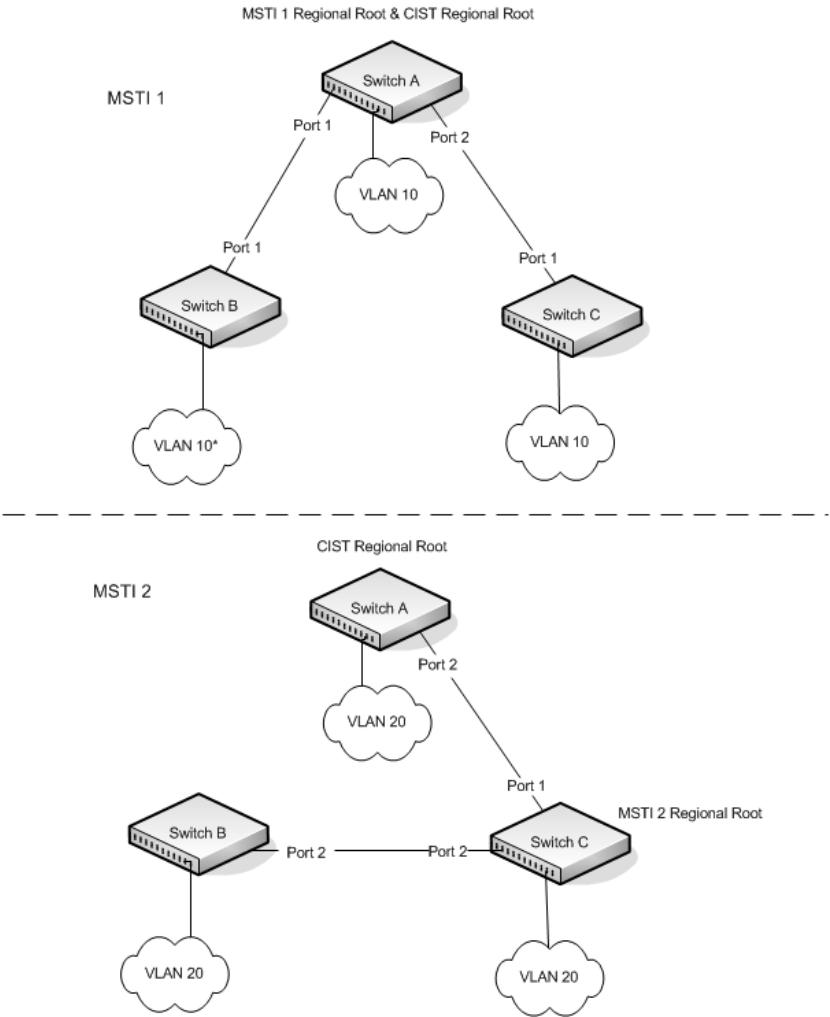 MSTI 1 Regional Root & CIST Regional Root
Switch A
MSTI 1
Port 1
Port 2
VLAN 10
Port 1
Port 1
Switch B
Switch C
VLAN 10*
VLAN 10
CIST Regional Root
MSTI 2
Switch A
Port 2
VLAN 20
Port 1
MSTI 2 Regional Root
Switch B
Switch C
Port 2
Port 2
VLAN 20
VLAN 20